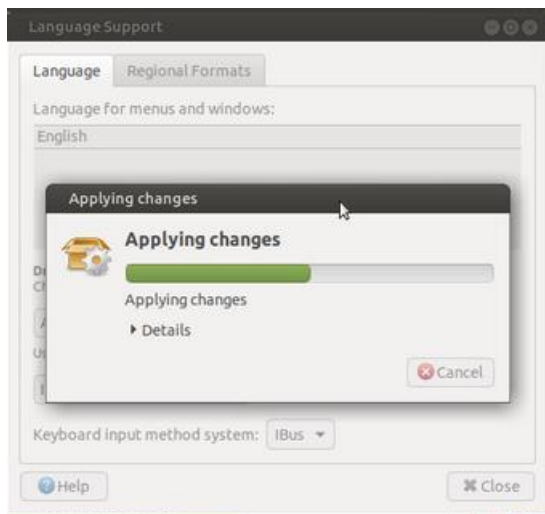 Language Support
Language Regional Formats
Language for menus and windows:
English
Applying changes
Applying changes
Applying changes
Details
Cancel
Keyboard input method system: IBus
Help Close